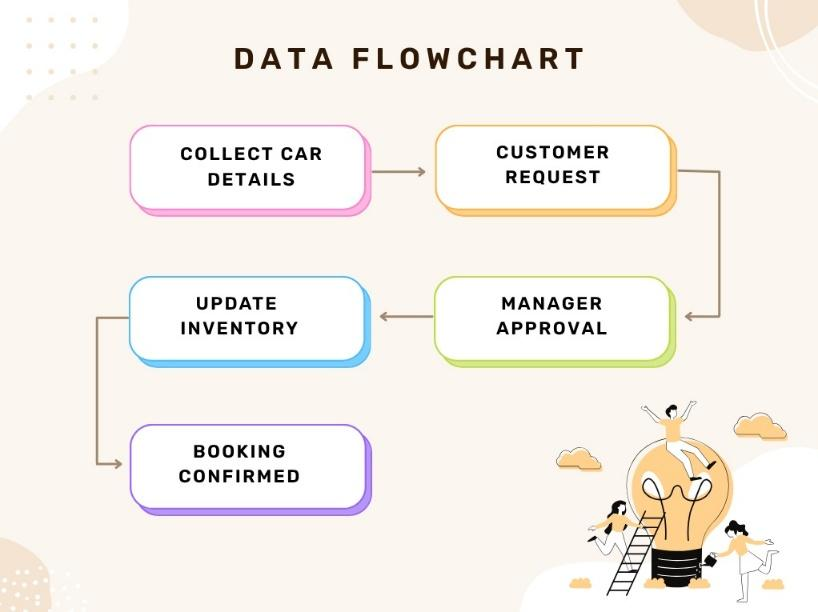 DATA FLOWCHART
COLLECT CAR
DETAILS
CUSTOMER
REQUEST
UPDATE
INVENTORY
MANAGER
APPROVAL
BOOKING
CONFIRMED